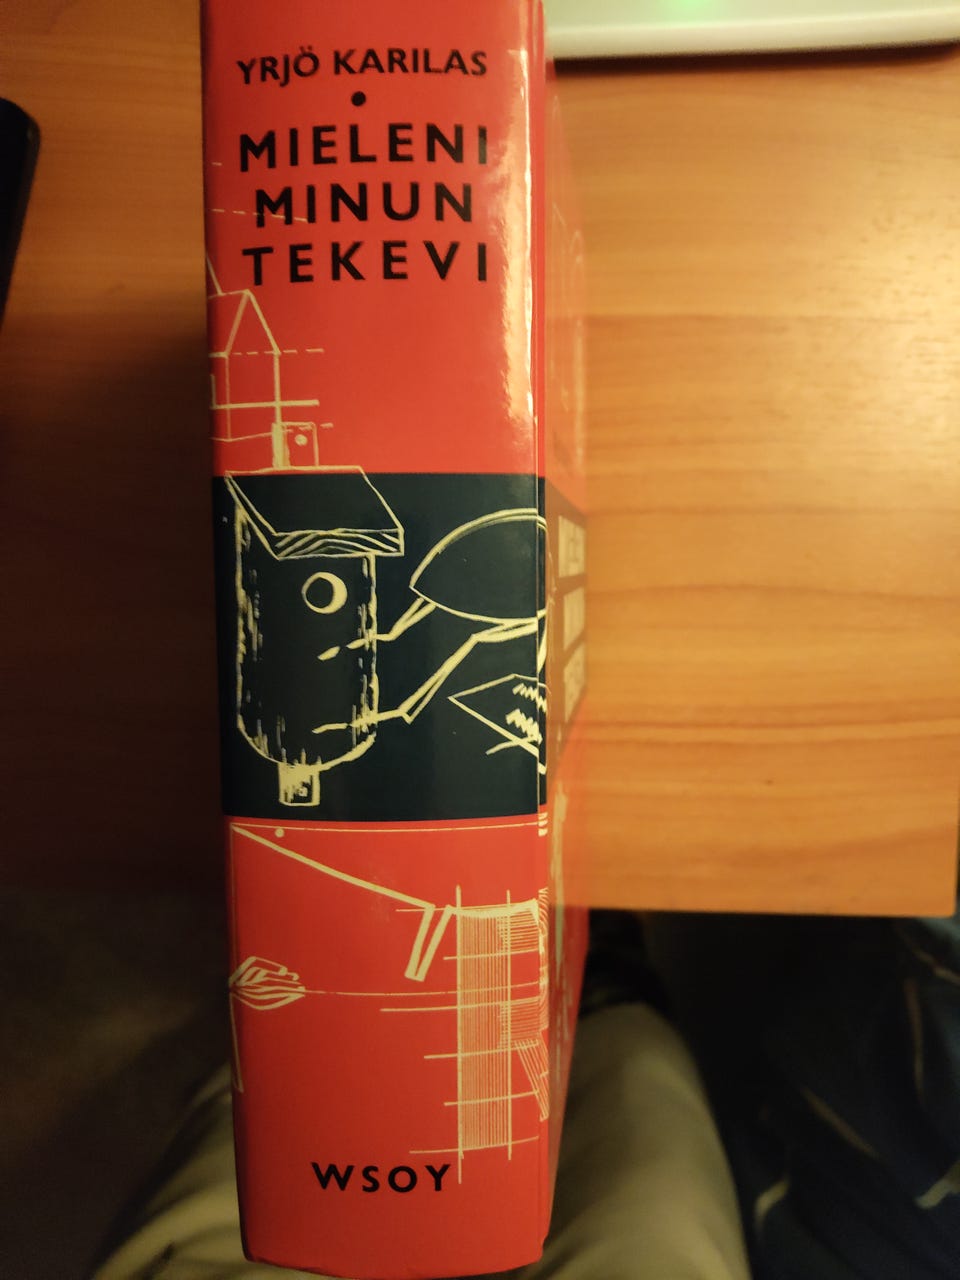 YRJÖ KARILAS
MIELENI
MINUN
TEKEVI
WSOY